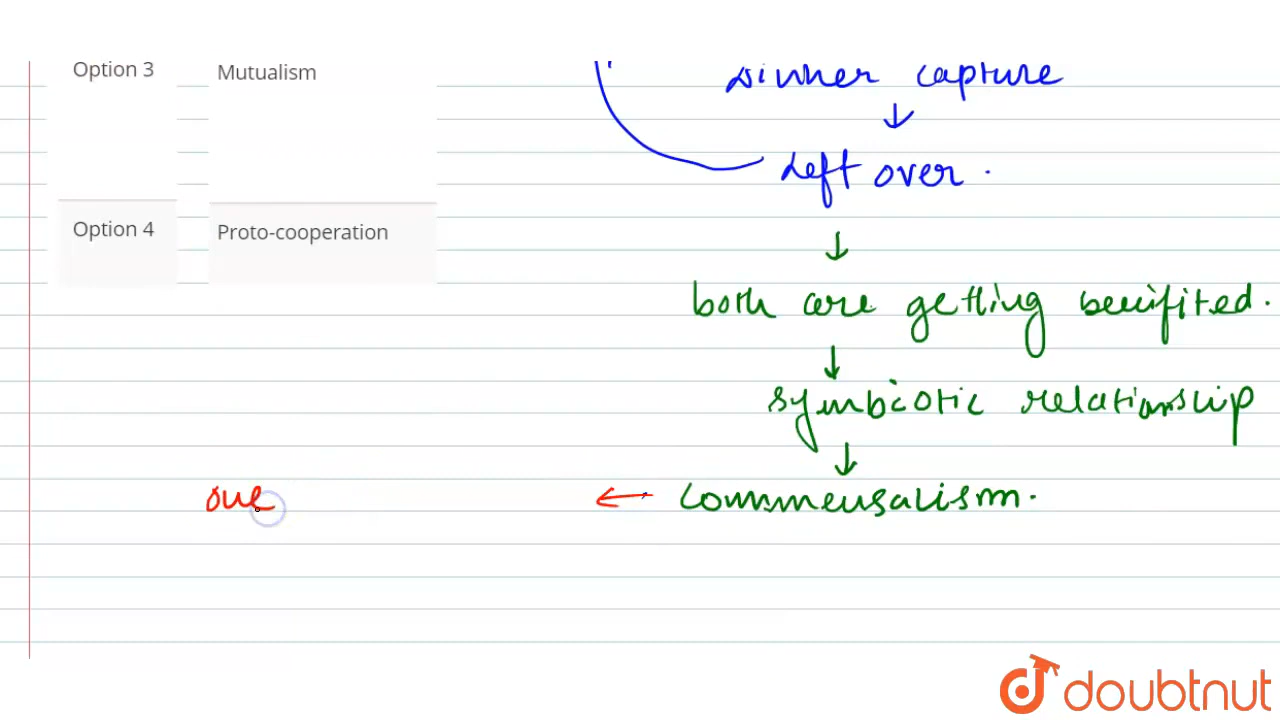 Option 3 Mutualism
Dinner capture
Left over.
Option 4 Proto-cooperation
both are getting benifited.
symbiotic relationship
one ← commensalism.
doubtnut